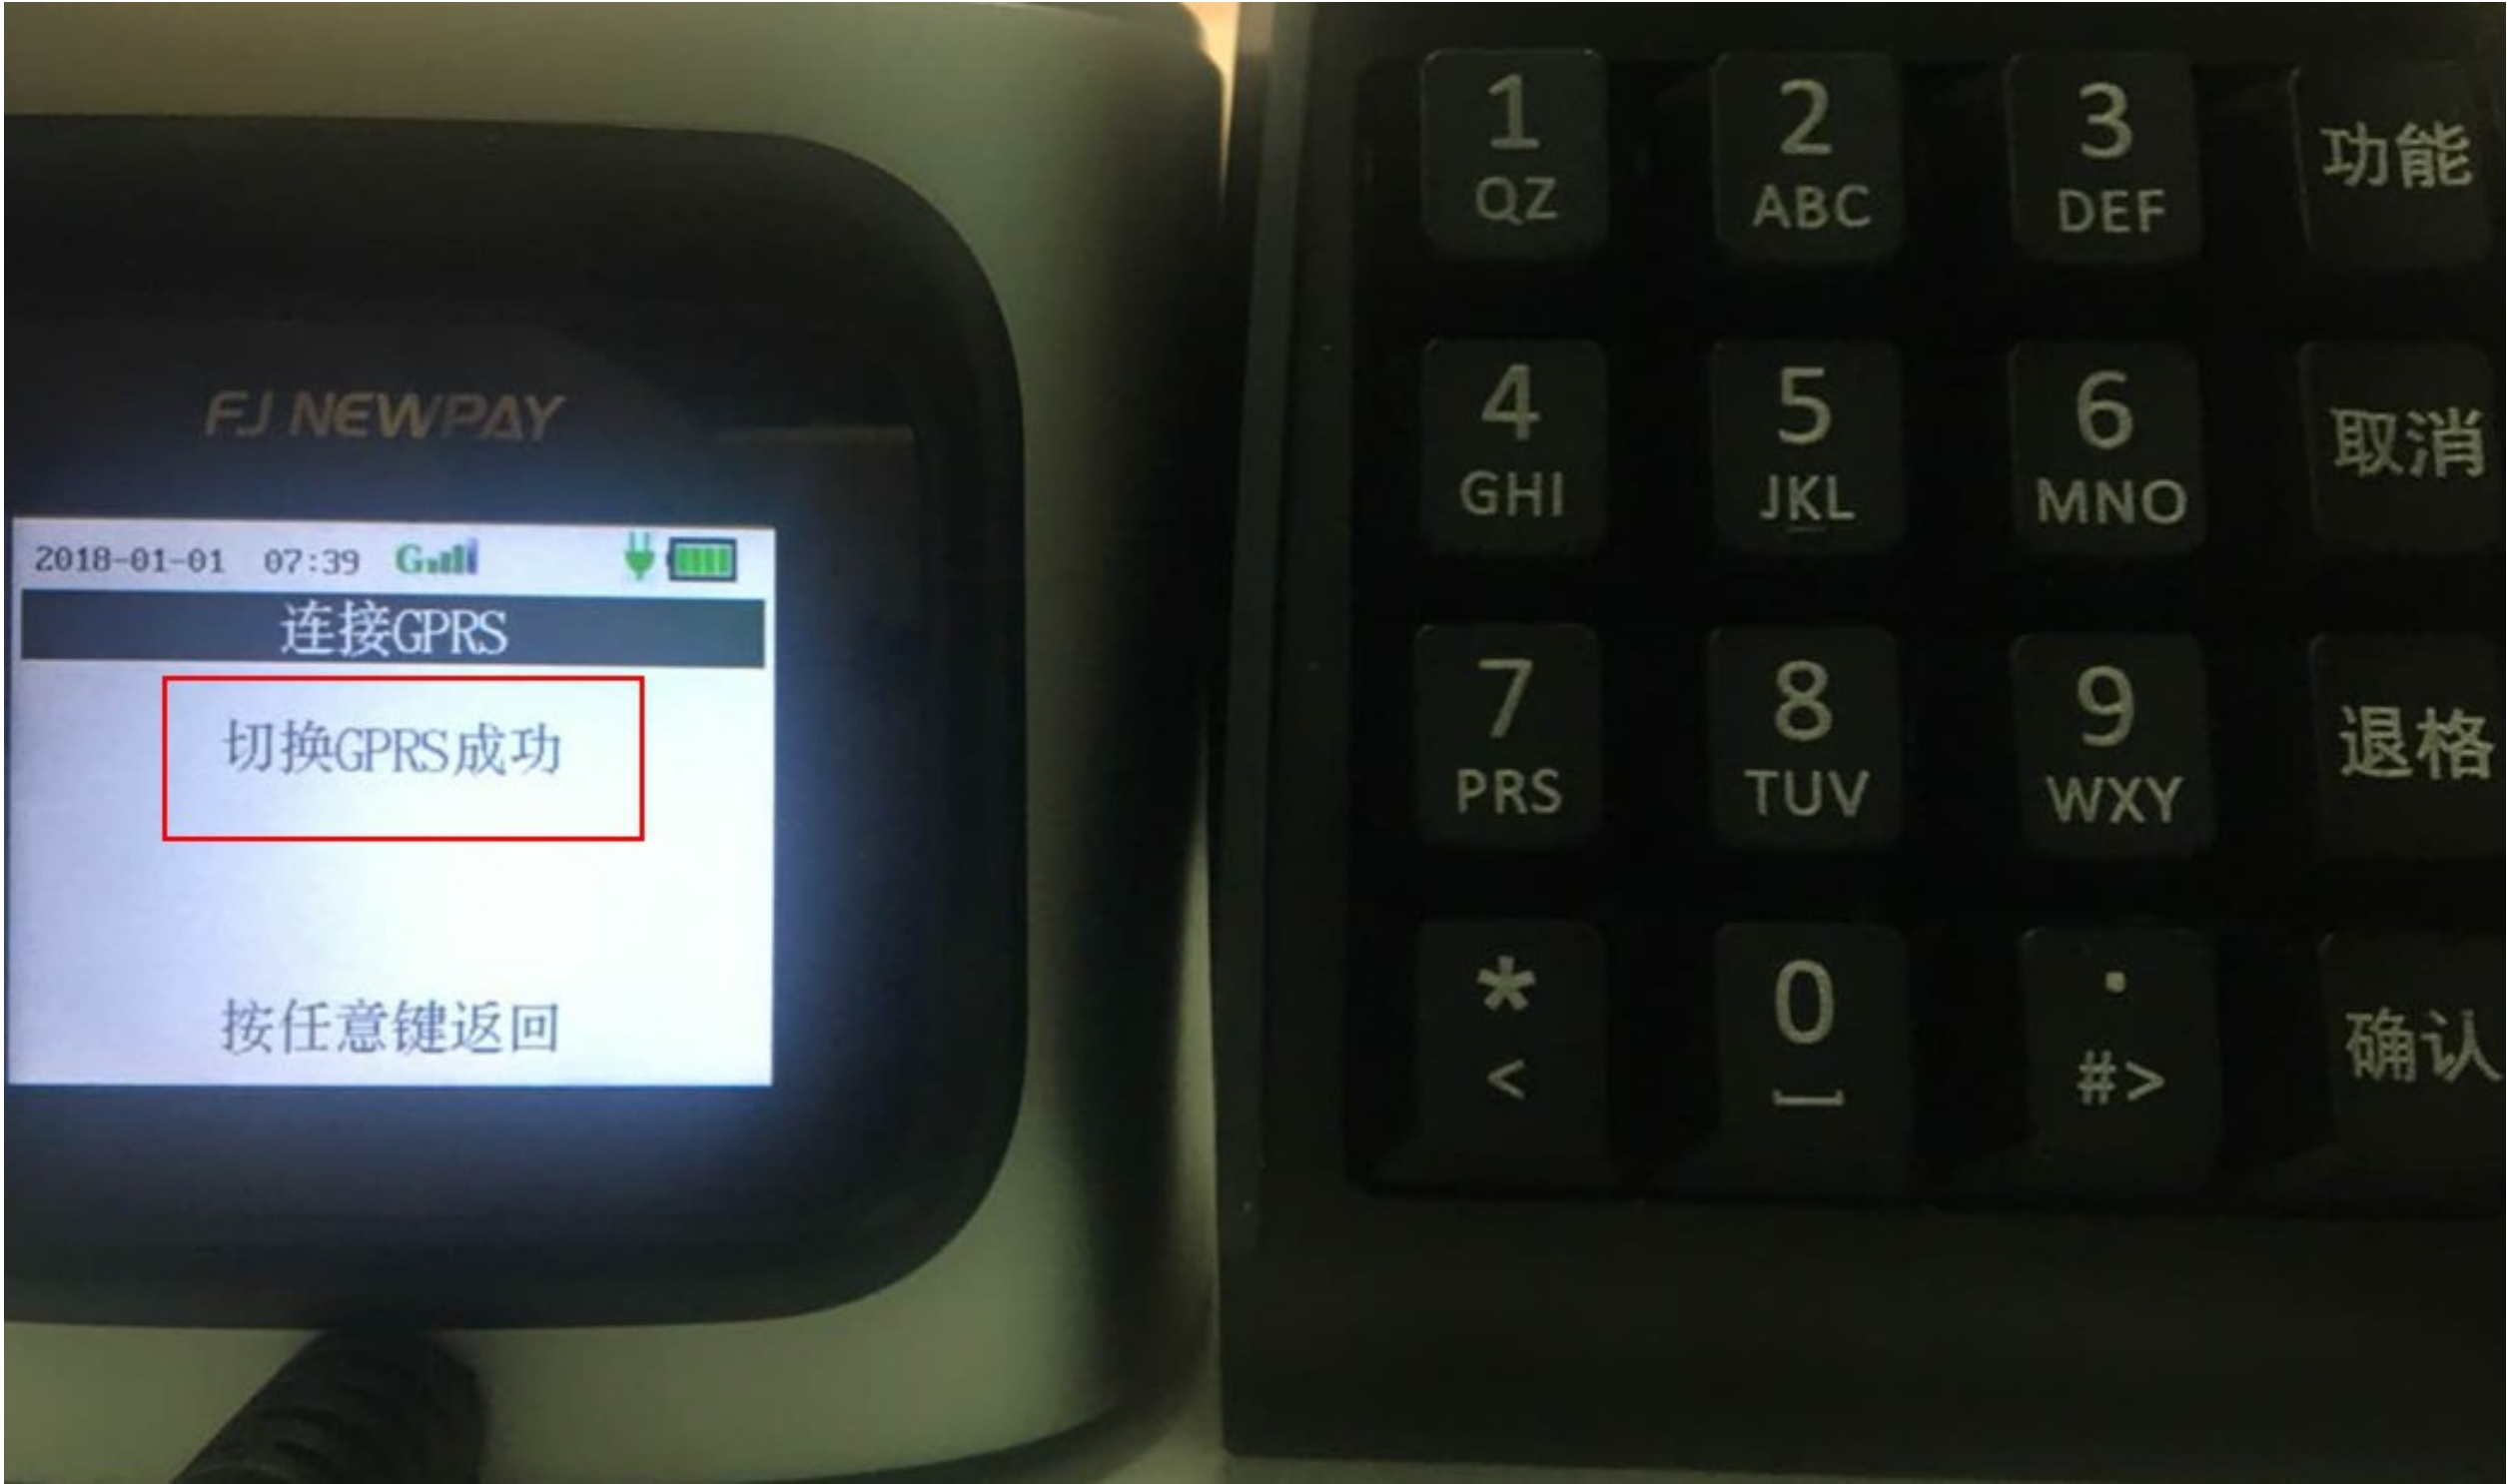 FJ NEWPAY
2018-01-01 07:39 G
连接GPRS
切换GPRS成功
按任意键返回
1 2 3 功能
QZ ABC DEF
4 5 6 取消
GHI JKL MNO
7 8 9 退格
PRS TUV WXY
* 0 . 确认
< #>